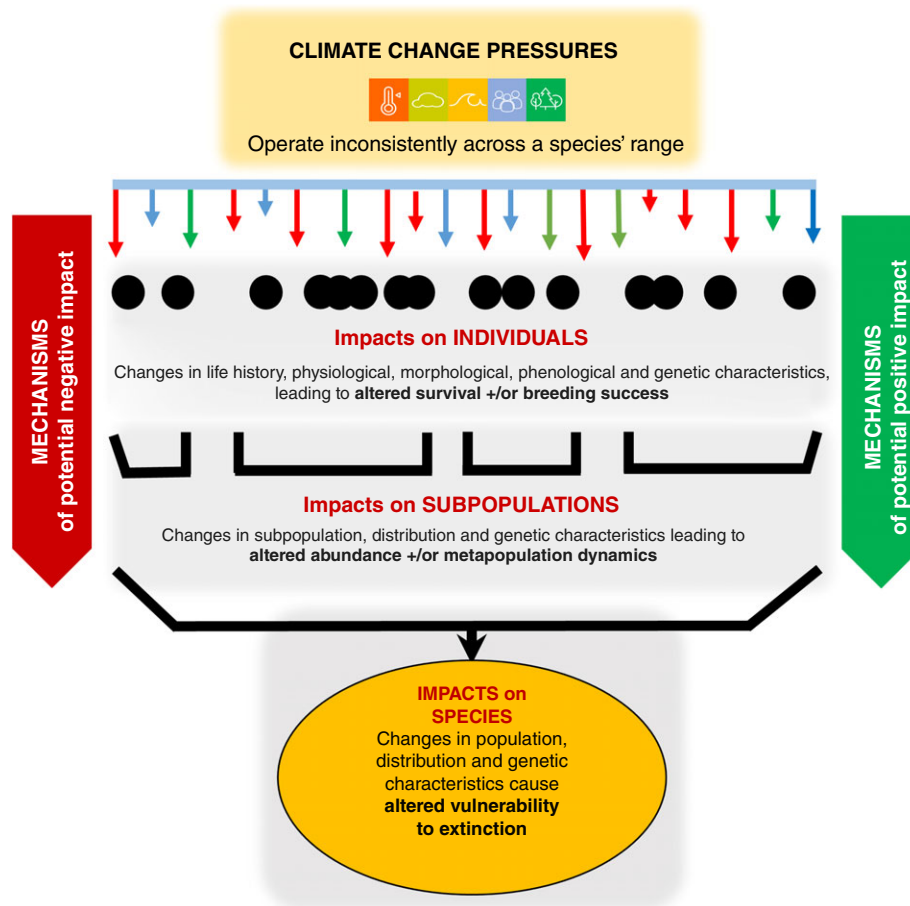 CLIMATE CHANGE PRESSURES
Operate inconsistently across a species' range
MECHANISMS
of potential negative impact
MECHANISMS
of potential positive impact
Impacts on INDIVIDUALS
Changes in life history, physiological, morphological, phenological and genetic characteristics,
leading to altered survival +/or breeding success
Impacts on SUBPOPULATIONS
Changes in subpopulation, distribution and genetic characteristics leading to
altered abundance +/or metapopulation dynamics
IMPACTS on
SPECIES
Changes in population,
distribution and genetic
characteristics cause
altered vulnerability
to extinction